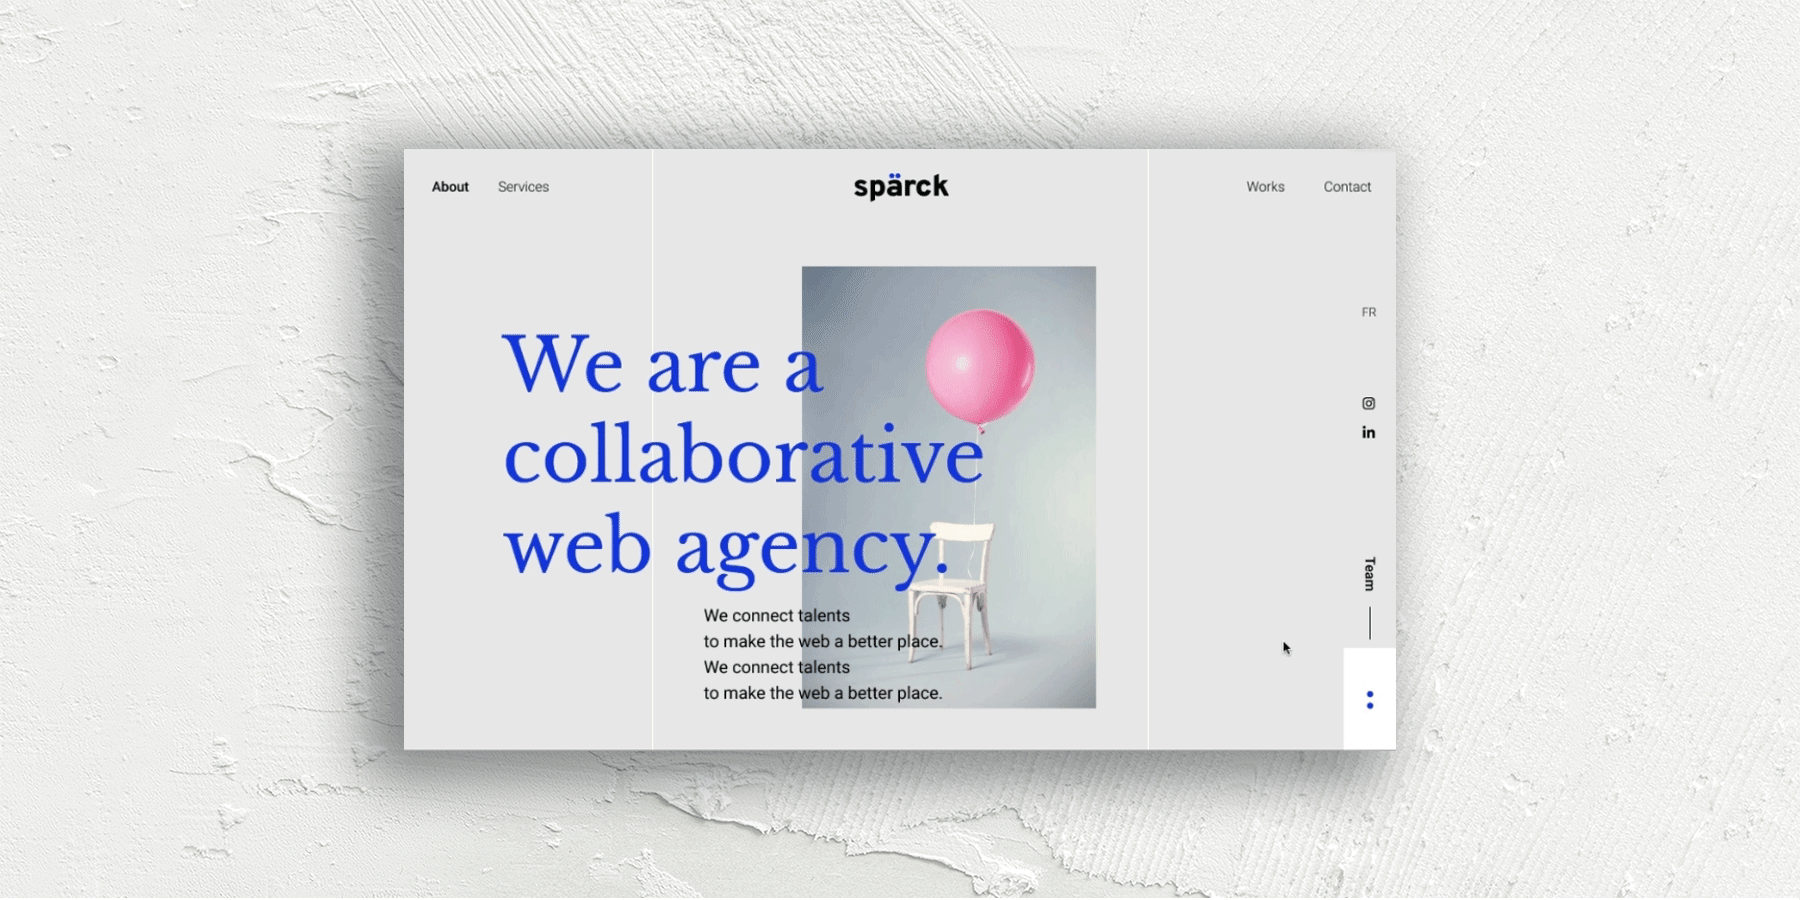 About
Services
spärck
Works
Contact
FR
We are a
collaborative
web agency.
in
We connect talents
to make the web a better place.
We connect talents
to make the web a better place.
Team